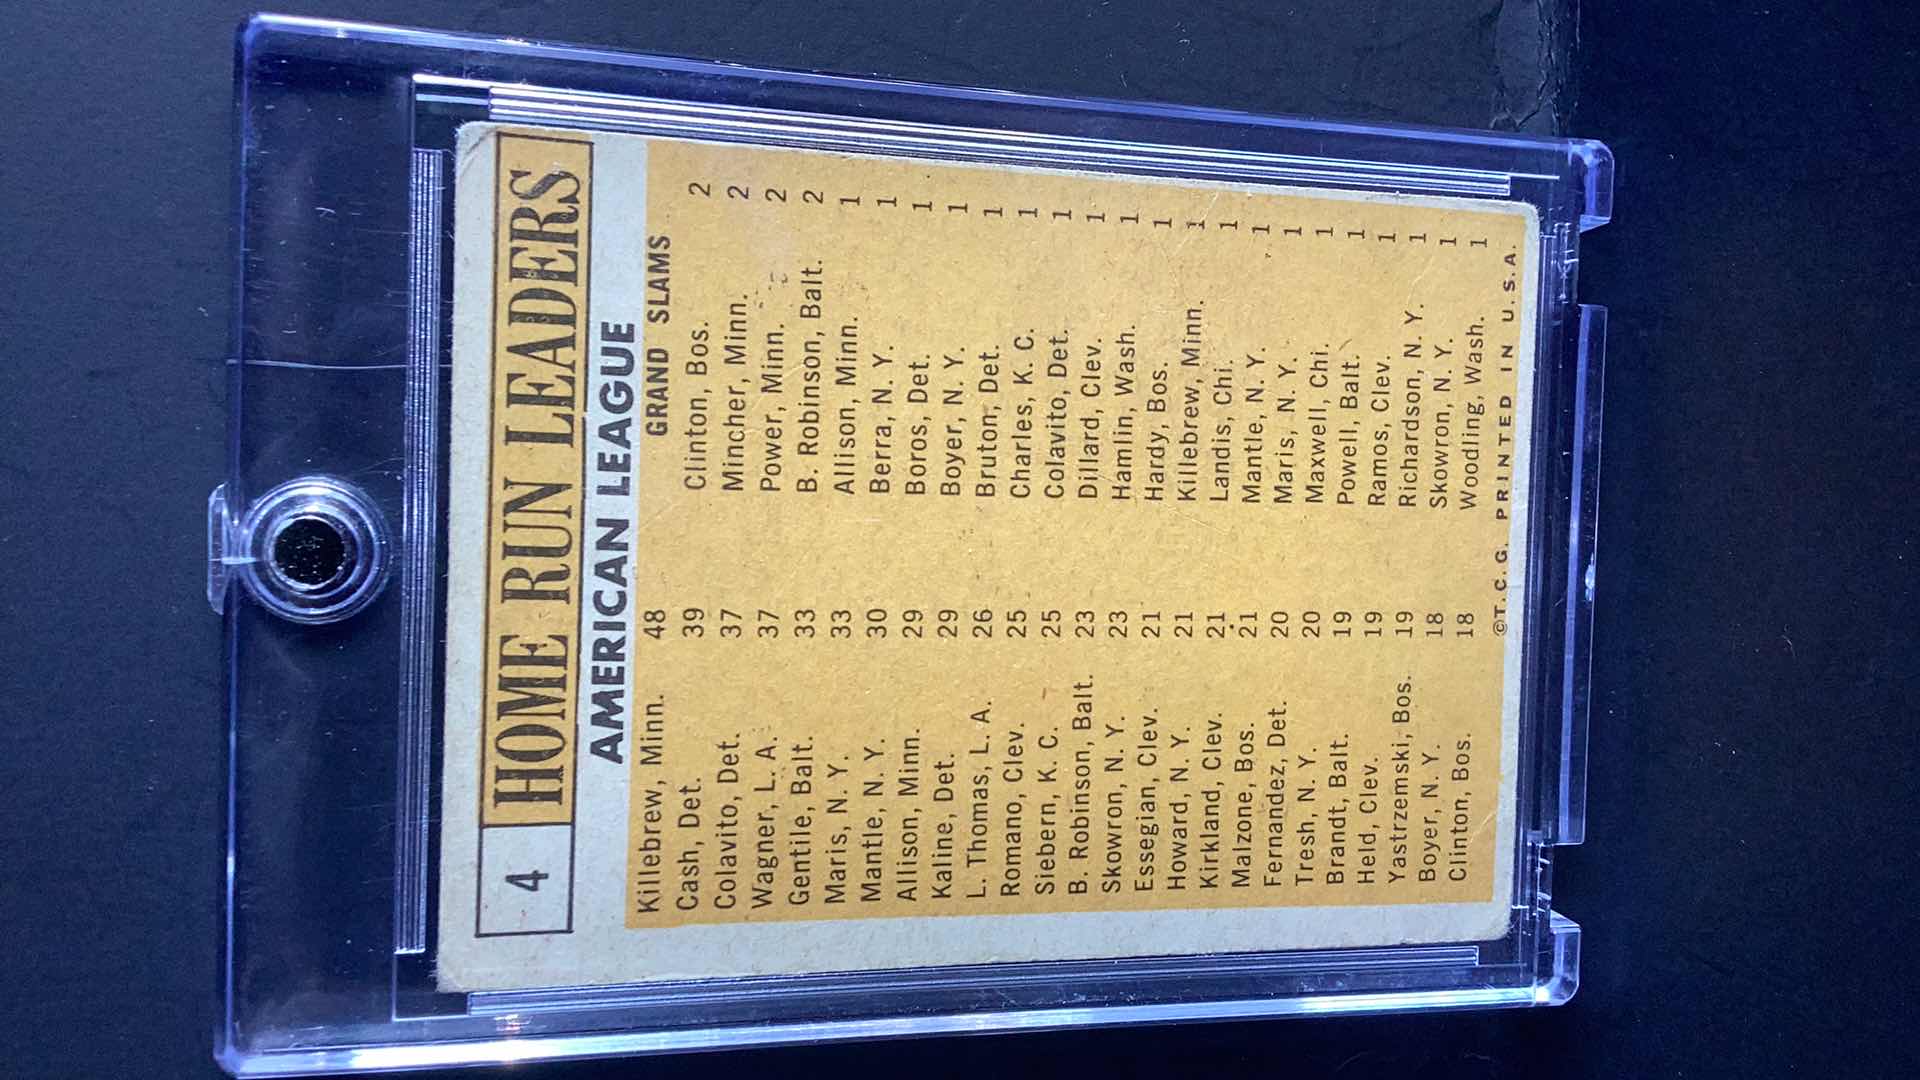 4 HOME RUN LEADERS
AMERICAN LEAGUE
Killebrew, Minn. 48
Cash, Det. 39
Colavito, Det. 37
Wagner, L. A. 37
Gentile, Balt. 33
Maris, N. Y. 33
Mantle, N. Y. 30
Allison, Minn. 29
Kaline, Det. 29
L. Thomas, L. A. 26
Romano, Clev. 25
Siebern, K. C. 25
B. Robinson, Balt. 23
Skowron, N. Y. 23
Essegian, Clev. 21
Howard, N. Y. 21
Kirkland, Clev. 21
Malzone, Bos. 21
Fernandez, Det. 20
Tresh, N. Y. 20
Brandt, Balt. 19
Held, Clev. 19
Yastrzemski, Bos. 19
Boyer, N. Y. 18
Clinton, Bos. 18
GRAND SLAMS
Clinton, Bos. 2
Mincher, Minn. 2
Power, Minn. 2
B. Robinson, Balt. 2
Allison, Minn. 1
Berra, N. Y. 1
Boros, Det. 1
Boyer, N. Y. 1
Bruton, Det. 1
Charles, K. C. 1
Colavito, Det. 1
Dillard, Clev. 1
Hamlin, Wash. 1
Hardy, Bos. 1
Killebrew, Minn. 1
Landis, Chi. 1
Mantle, N. Y. 1
Maris, N. Y. 1
Maxwell, Chi. 1
Powell, Balt. 1
Ramos, Clev. 1
Richardson, N. Y. 1
Skowron, N. Y. 1
Woodling, Wash. 1
©T.C.G. PRINTED IN U.S.A.